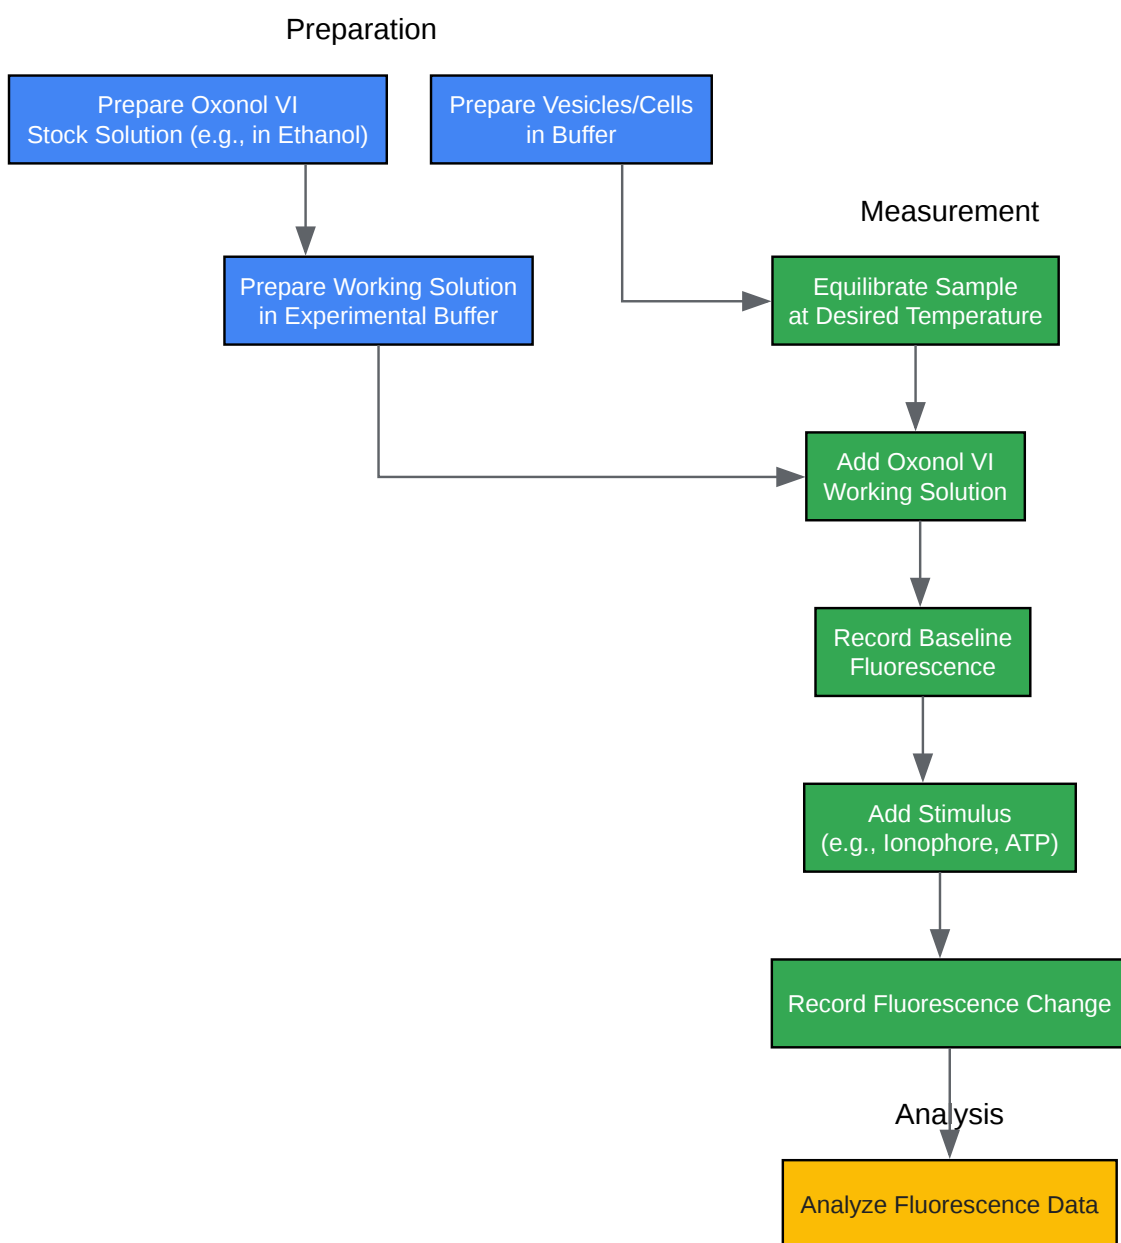 Preparation
Prepare Oxonol VI
Stock Solution (e.g., in Ethanol)
Prepare Vesicles/Cells
in Buffer
Measurement
Prepare Working Solution
in Experimental Buffer
Equilibrate Sample
at Desired Temperature
Add Oxonol VI
Working Solution
Record Baseline
Fluorescence
Add Stimulus
(e.g., Ionophore, ATP)
Record Fluorescence Change
Analysis
Analyze Fluorescence Data